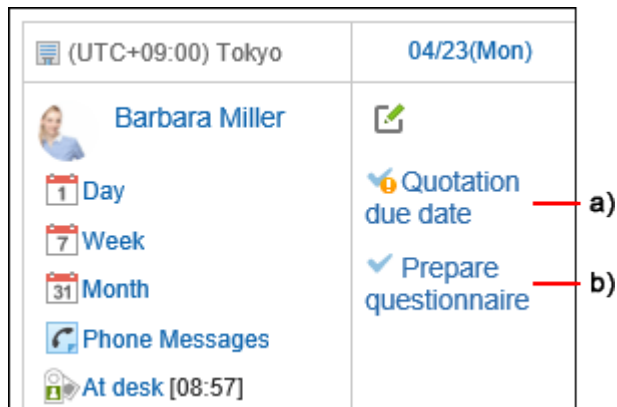 (UTC+09:00) Tokyo
04/23(Mon)
Barbara Miller
1 Day
7 Week
31 Month
Phone Messages
At desk [08:57]
Quotation
due date
a)
Prepare
questionnaire
b)